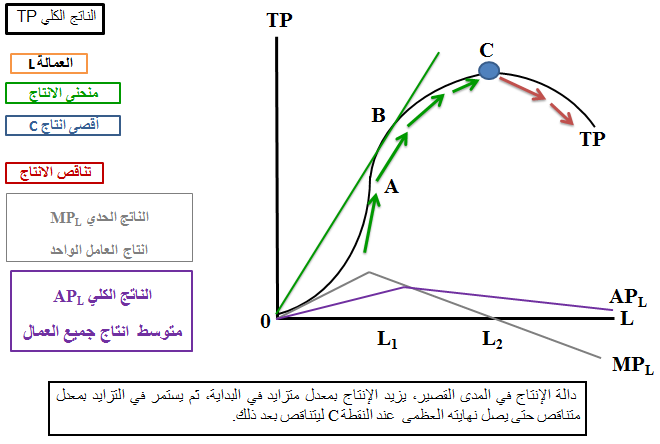 الناتج الكلي TP
العمالة L
منحنى الانتاج
أقصى انتاج C
تناقص الانتاج
الناتج الحدي MPL
انتاج العامل الواحد
الناتج الكلي APL
متوسط انتاج جميع العمال
TP
C
B
A
TP
APL
0
L1
L2
L
MPL
دالة الإنتاج في المدى القصير، يزيد الإنتاج بمعدل متزايد في البداية، ثم يستمر في التزايد بمعدل
متناقص حتى يصل نهايته العظمى عند النقطة C ليتناقص بعد ذلك.